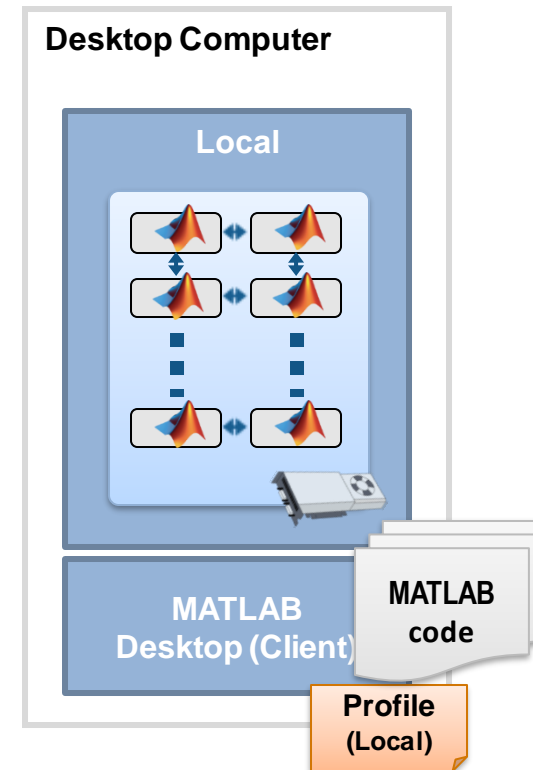 Desktop Computer
Local
MATLAB
Desktop (Client)
MATLAB
code
Profile
(Local)